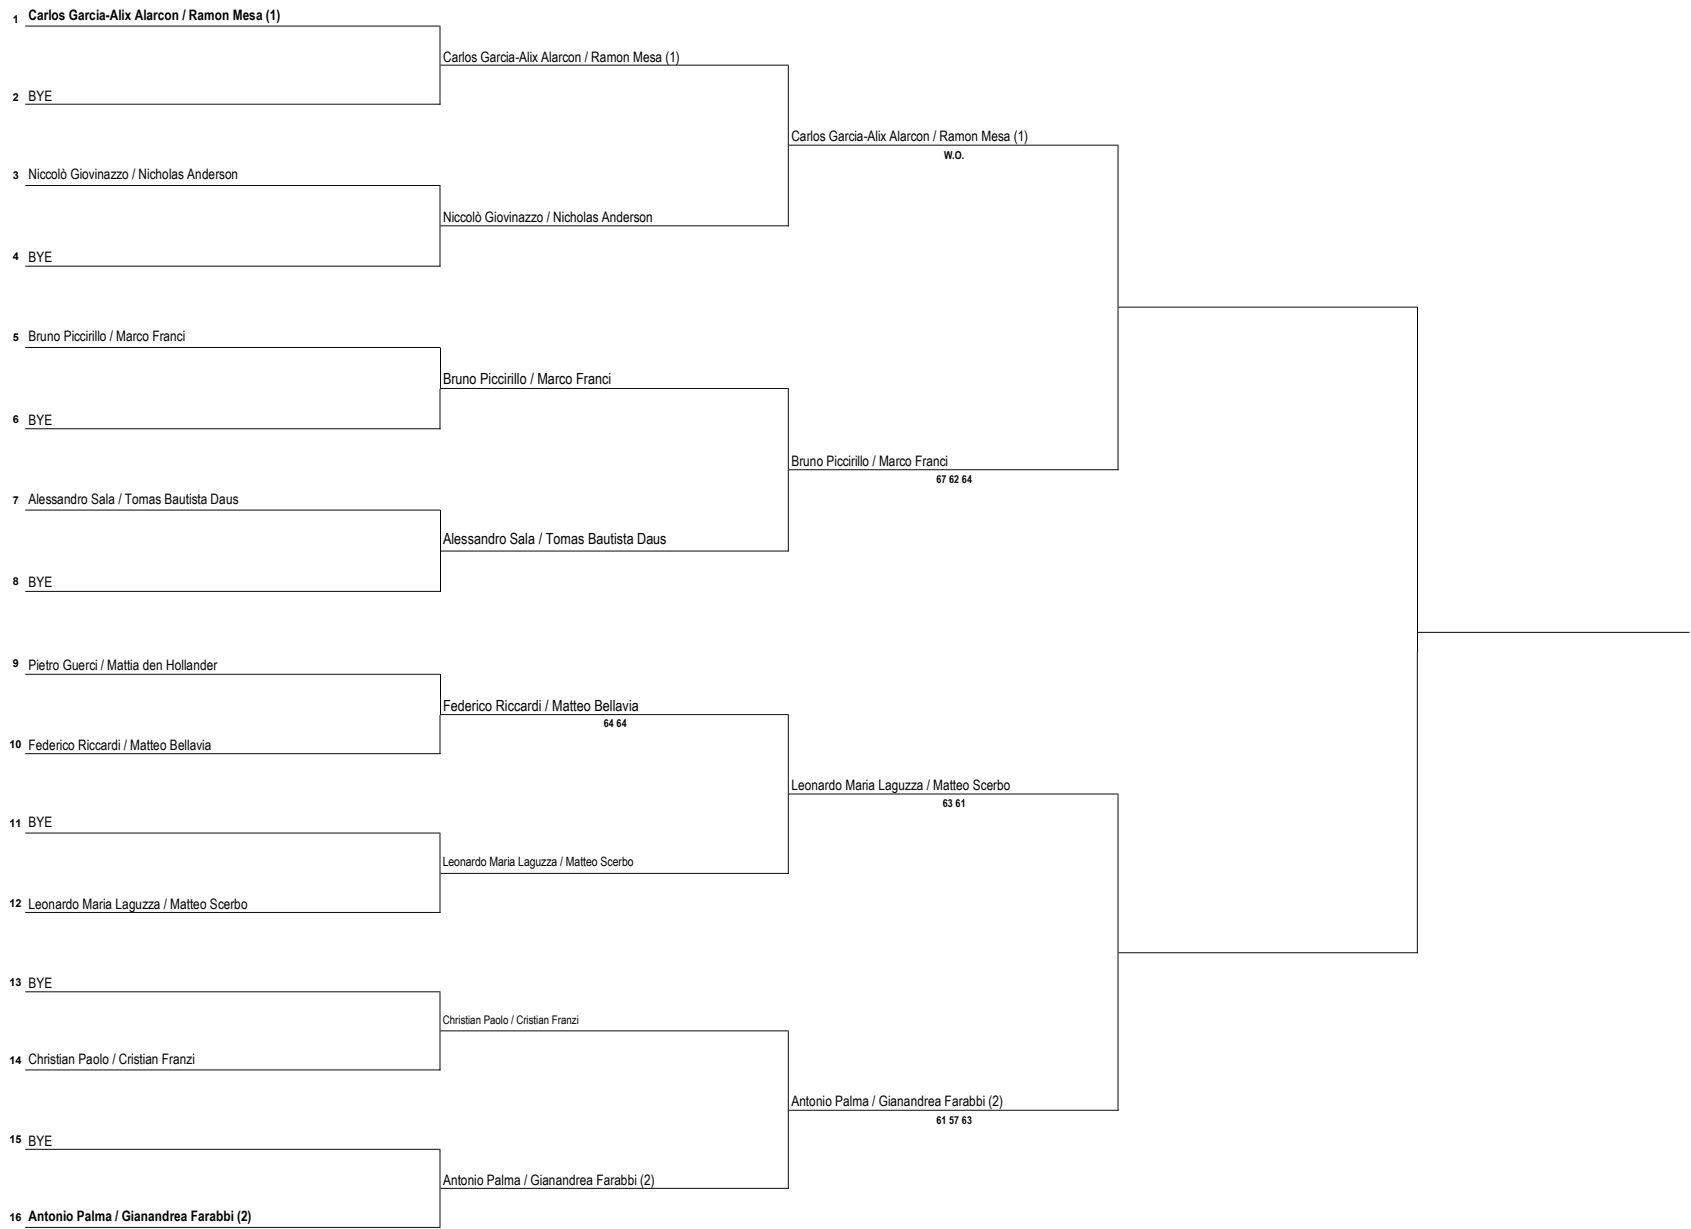 1 Carlos Garcia-Alix Alarcon / Ramon Mesa (1)
Carlos Garcia-Alix Alarcon / Ramon Mesa (1)
2 BYE
Carlos Garcia-Alix Alarcon / Ramon Mesa (1)
W.O.
3 Niccolò Giovinazzo / Nicholas Anderson
Niccolò Giovinazzo / Nicholas Anderson
4 BYE
5 Bruno Piccirillo / Marco Franci
Bruno Piccirillo / Marco Franci
6 BYE
Bruno Piccirillo / Marco Franci
67 62 64
7 Alessandro Sala / Tomas Bautista Daus
Alessandro Sala / Tomas Bautista Daus
8 BYE
9 Pietro Guerci / Mattia den Hollander
Federico Riccardi / Matteo Bellavia
64 64
10 Federico Riccardi / Matteo Bellavia
Leonardo Maria Laguzza / Matteo Scerbo
63 61
11 BYE
Leonardo Maria Laguzza / Matteo Scerbo
12 Leonardo Maria Laguzza / Matteo Scerbo
13 BYE
Christian Paolo / Cristian Franzi
14 Christian Paolo / Cristian Franzi
Antonio Palma / Gianandrea Farabbi (2)
61 57 63
15 BYE
Antonio Palma / Gianandrea Farabbi (2)
16 Antonio Palma / Gianandrea Farabbi (2)